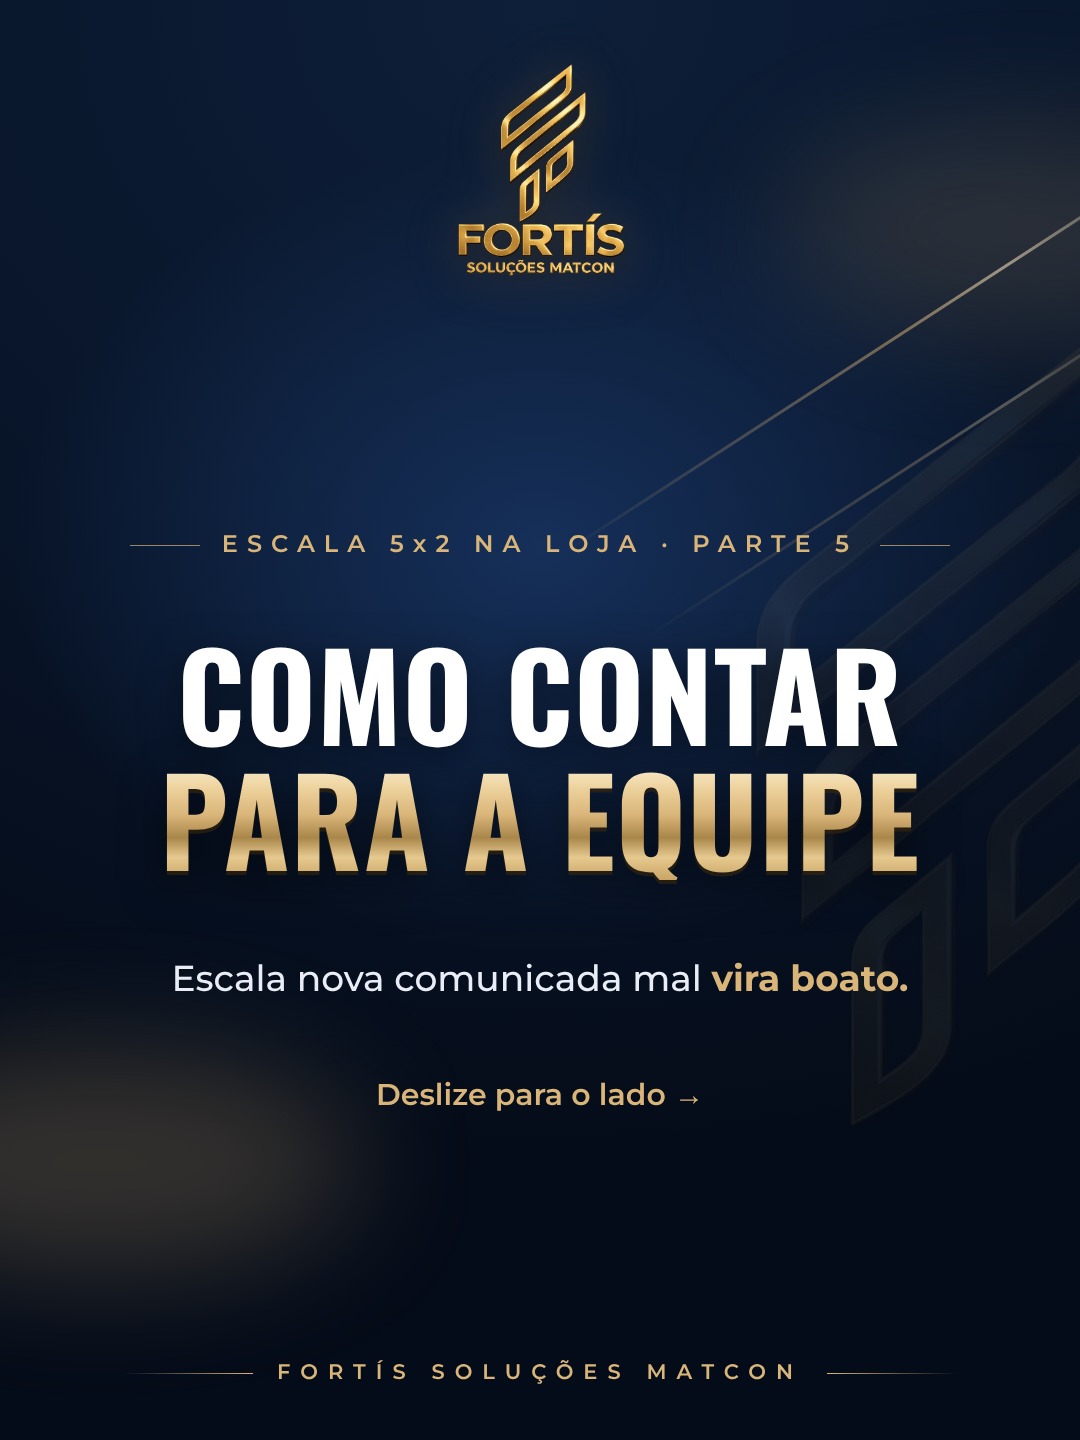 FORTÍS
SOLUÇÕES MATCON
ESCALA 5x2 NA LOJA · PARTE 5
COMO CONTAR
PARA A EQUIPE
Escala nova comunicada mal vira boato.
Deslize para o lado →
FORTÍS SOLUÇÕES MATCON